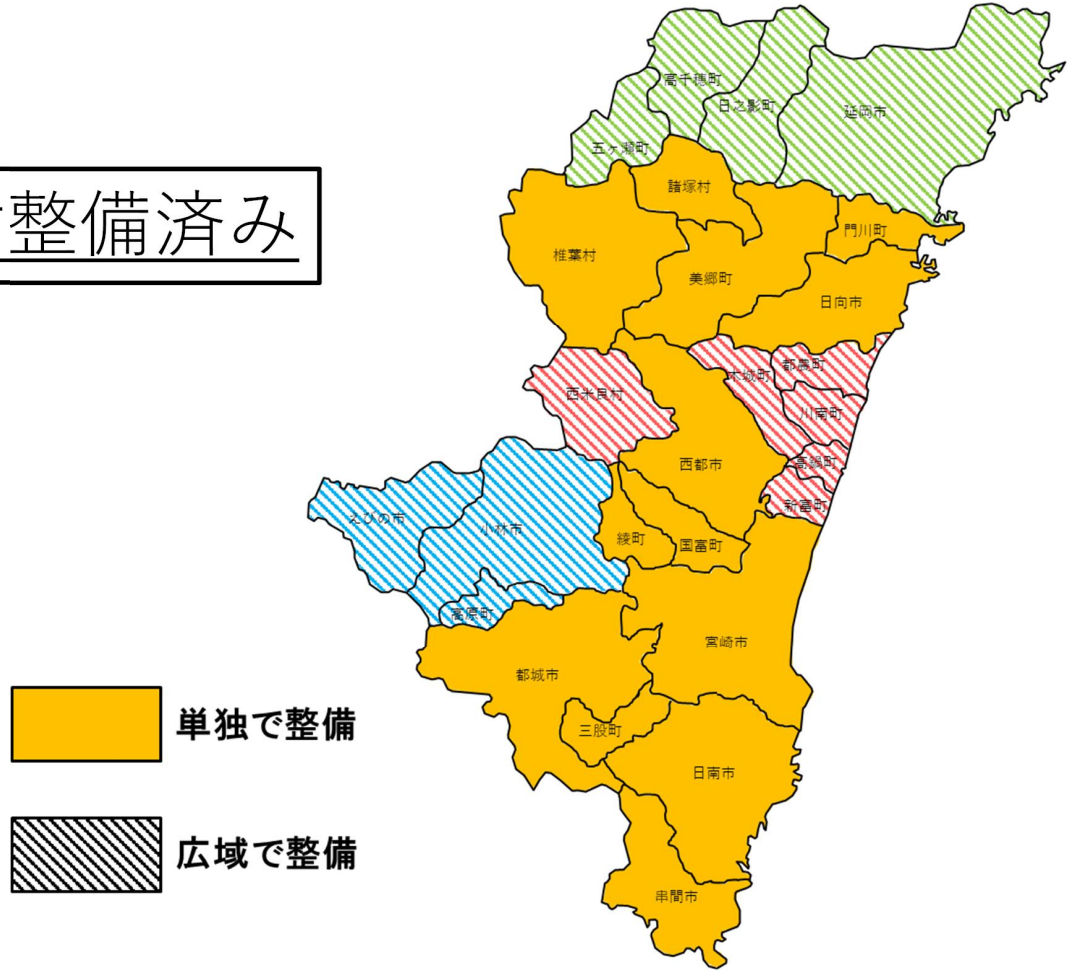 整備済み
高千穂町
日之影町
延岡市
五ヶ瀬町
諸塚村
椎葉村
門川町
美郷町
日向市
西米良村
木城町
都農町
川南町
西都市
高鍋町
新富町
えびの市
小林市
綾町
国富町
高原町
宮崎市
都城市
三股町
日南市
串間市
単独で整備
広域で整備